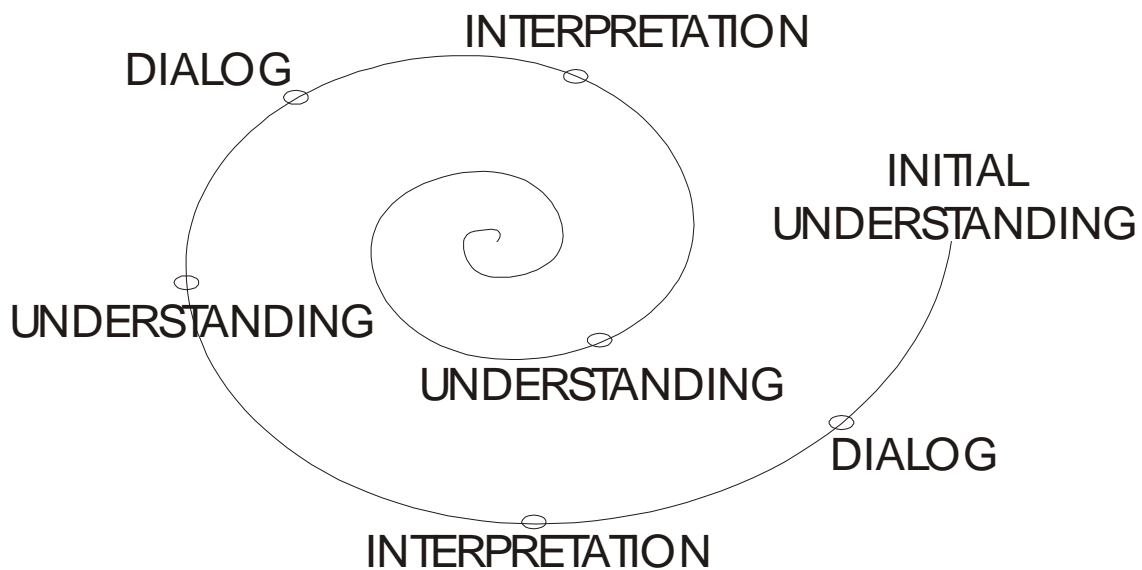 INTERPRETATION
DIALOG
INITIAL
UNDERSTANDING
UNDERSTANDING
UNDERSTANDING
DIALOG
INTERPRETATION